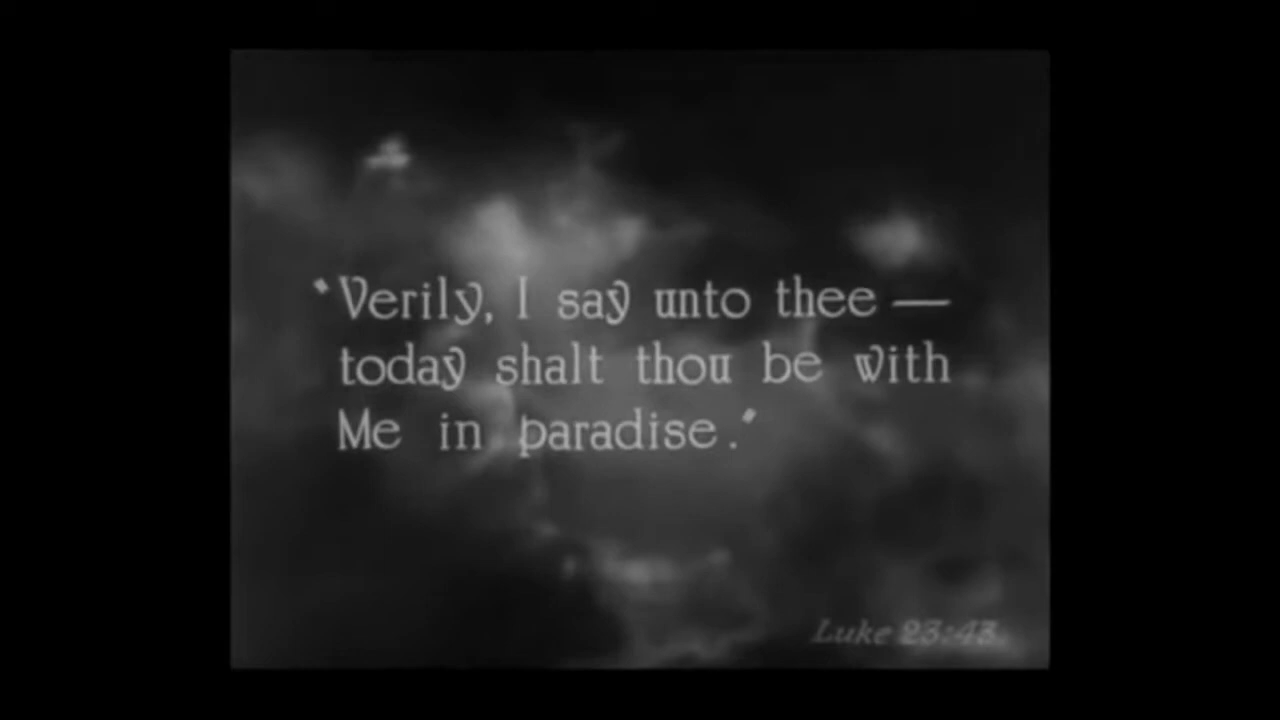 "Verily, I say unto thee —
today shalt thou be with
Me in paradise."
Luke 23:43.